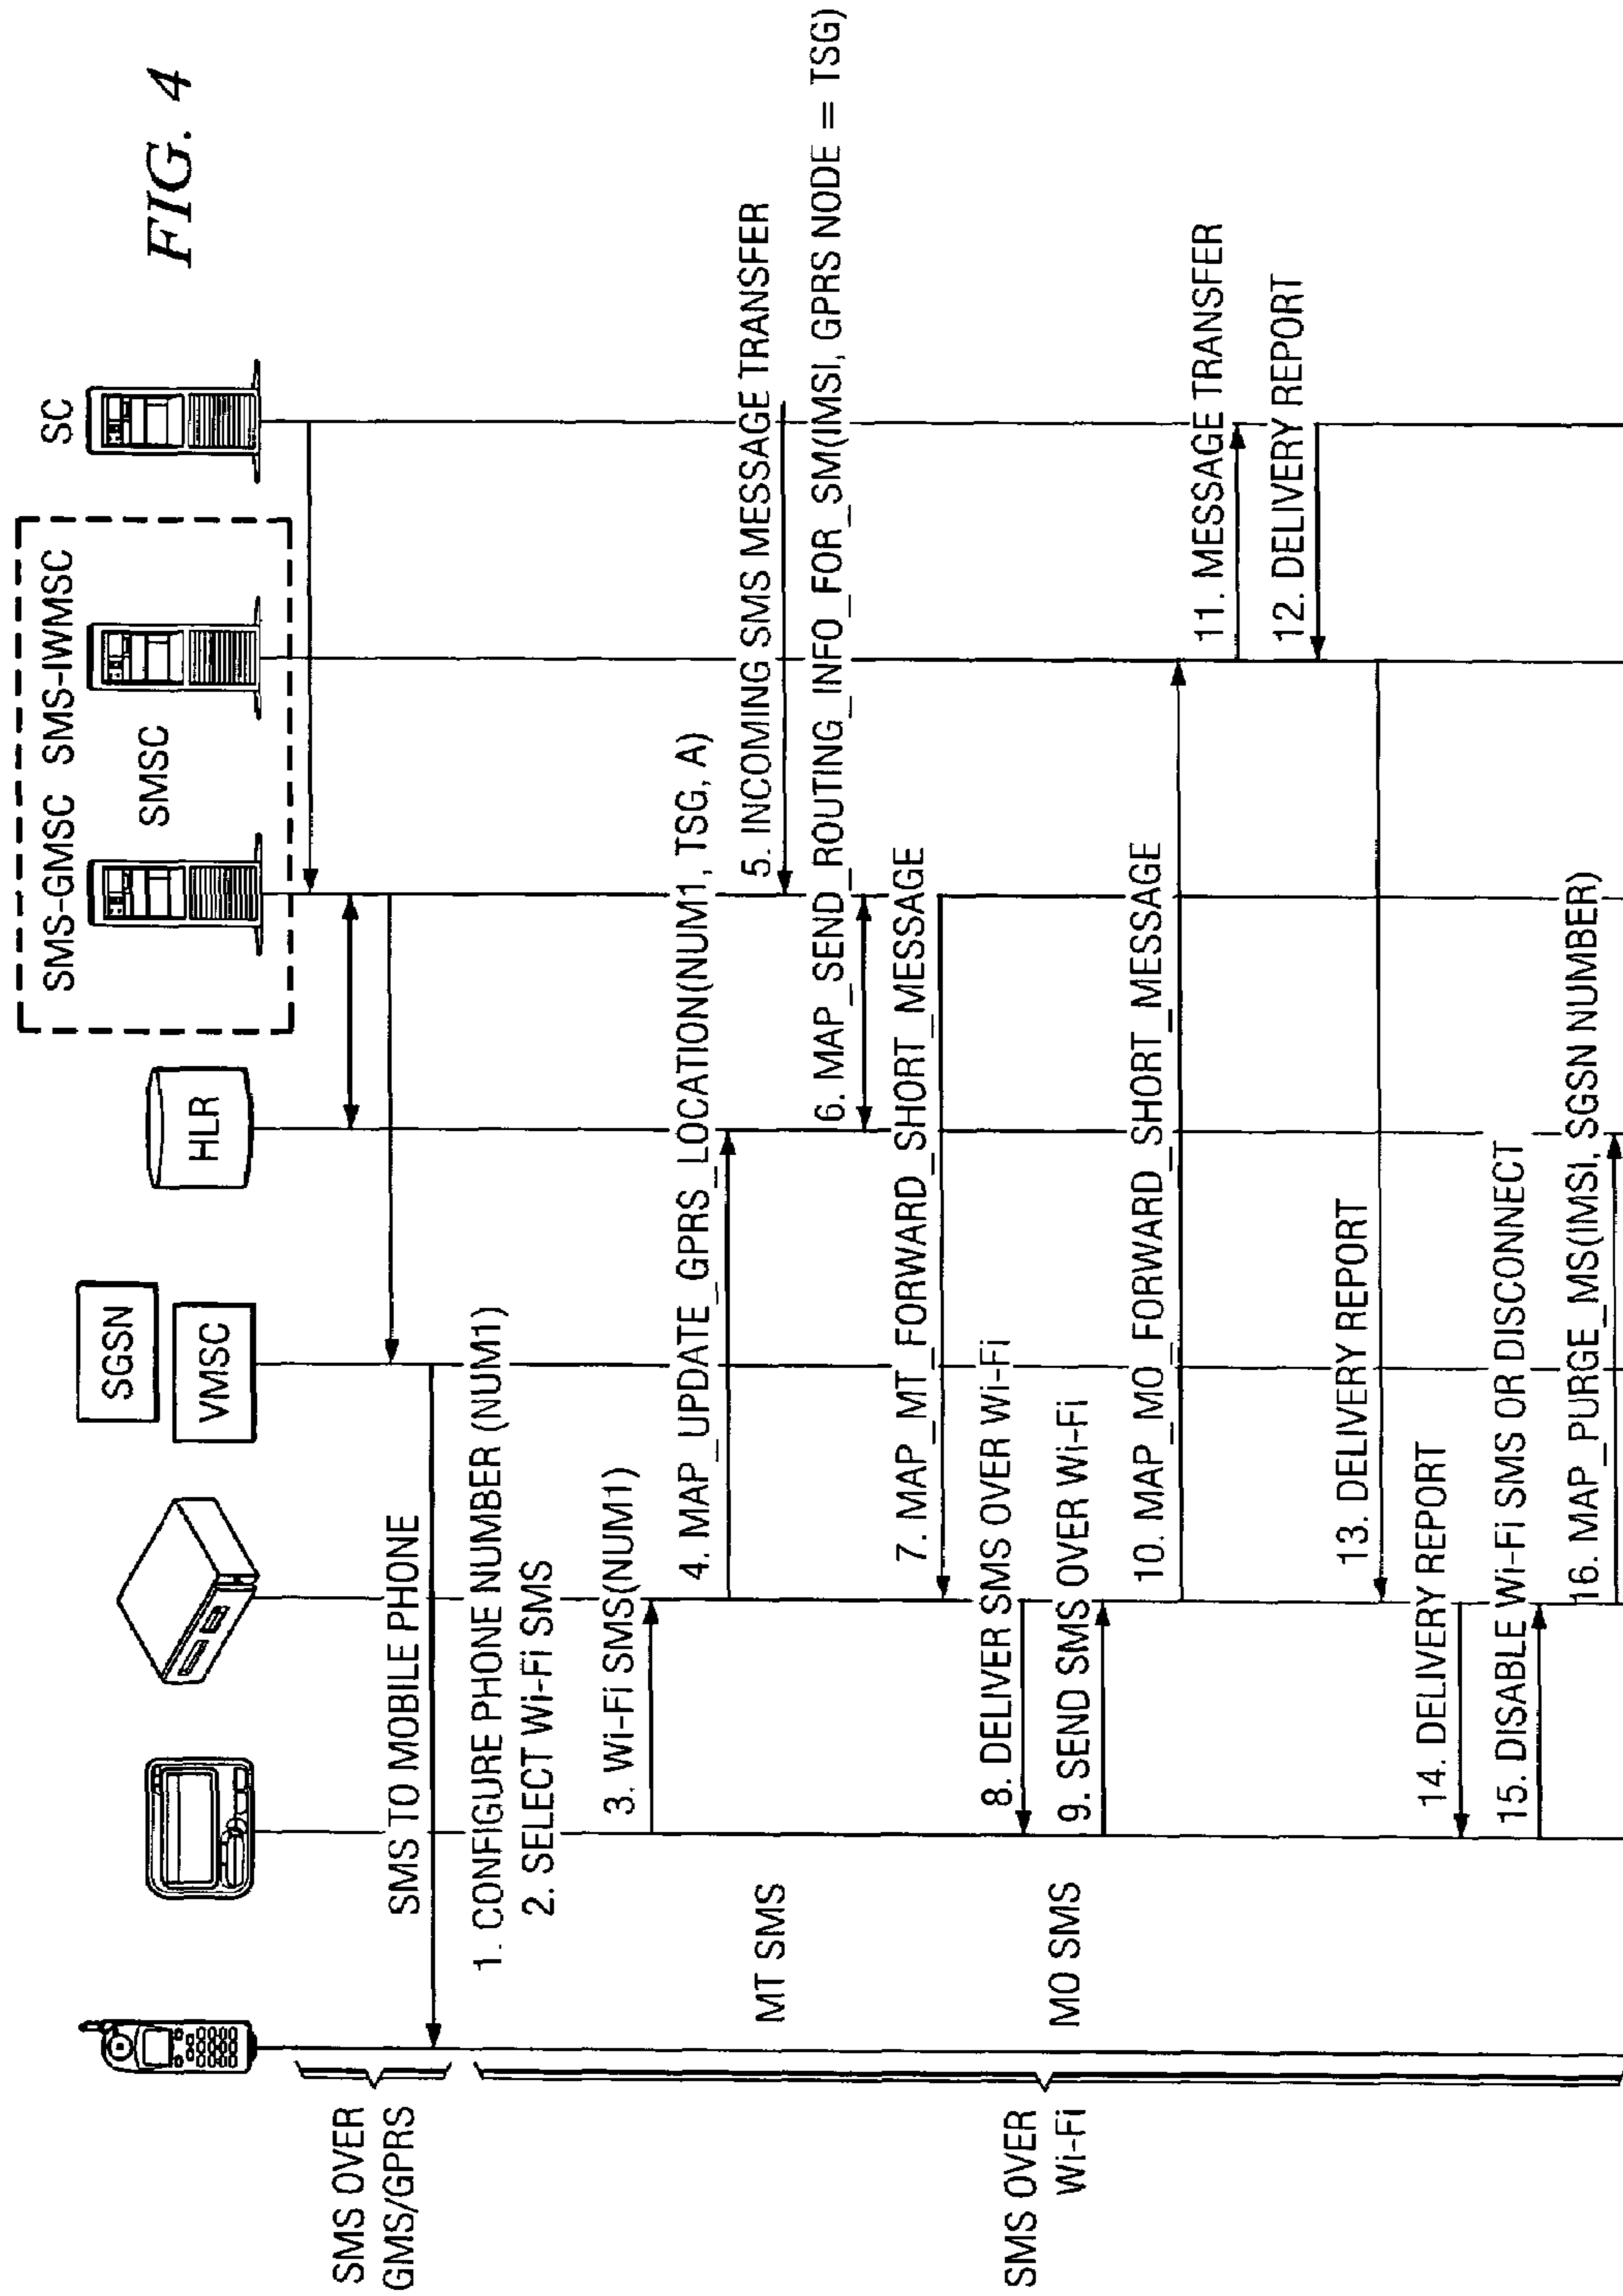 FIG. 4
SMS-GMSC SMS-IWMSC
SMSC
SC
SGSN
VMSC
HLR
SMS OVER
GMS/GPRS
SMS TO MOBILE PHONE
1. CONFIGURE PHONE NUMBER (NUM1)
2. SELECT Wi-Fi SMS
3. Wi-Fi SMS(NUM1)
4. MAP_UPDATE_GPRS_LOCATION(NUM1, TSG, A)
MT SMS
5. INCOMING SMS MESSAGE TRANSFER
6. MAP_SEND_ROUTING_INFO_FOR_SM(IMSI, GPRS NODE = TSG)
7. MAP_MT_FORWARD_SHORT_MESSAGE
8. DELIVER SMS OVER Wi-Fi
SMS OVER
Wi-Fi
MO SMS
9. SEND SMS OVER Wi-Fi
10. MAP_MO_FORWARD_SHORT_MESSAGE
11. MESSAGE TRANSFER
12. DELIVERY REPORT
13. DELIVERY REPORT
14. DELIVERY REPORT
15. DISABLE Wi-Fi SMS OR DISCONNECT
16. MAP_PURGE_MS(IMSI, SGSN NUMBER)